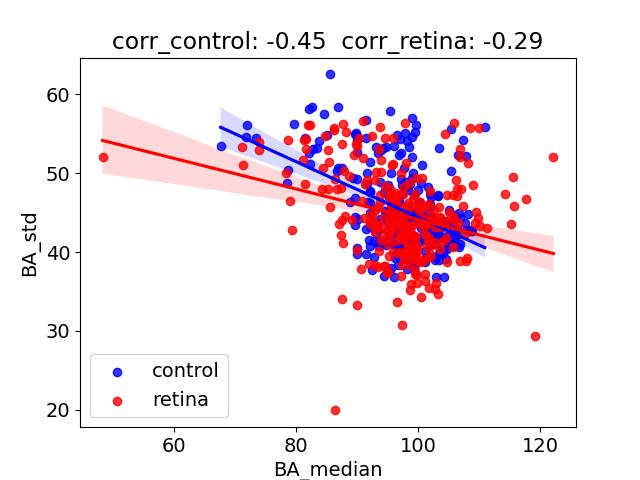 corr_control: -0.45  corr_retina: -0.29
60
50
40
30
20
BA_std
control
retina
60
80
100
120
BA_median